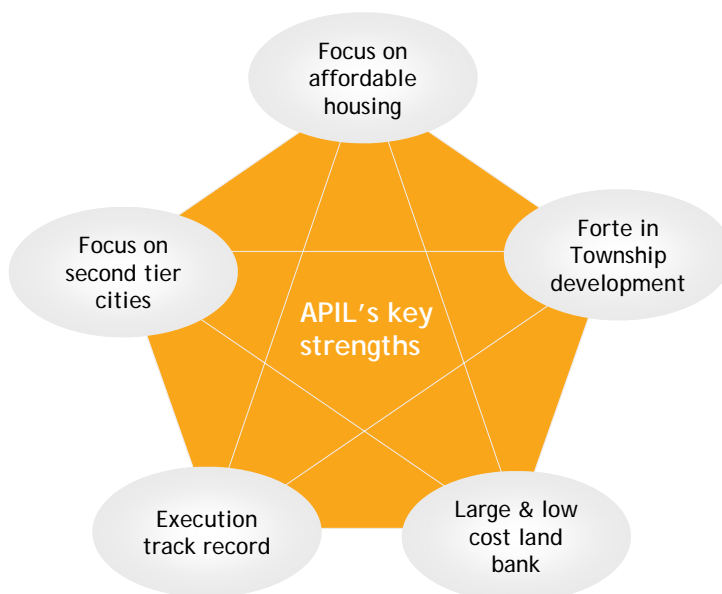 Focus on
affordable
housing
Focus on
second tier
cities
Forte in
Township
development
APIL's key
strengths
Execution
track record
Large & low
cost land
bank